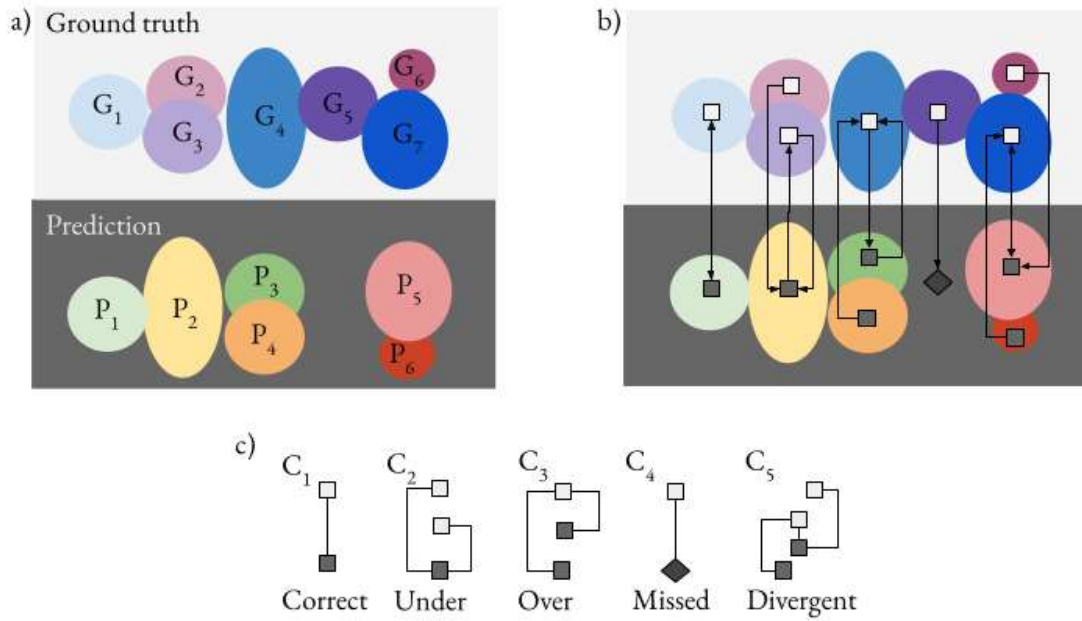 a)
Ground truth
G₁
G₂
G₃
G₄
G₅
G₆
G₇
Prediction
P₁
P₂
P₃
P₄
P₅
P₆
b)
c)
C₁
C₂
C₃
C₄
C₅
Correct
Under
Over
Missed
Divergent